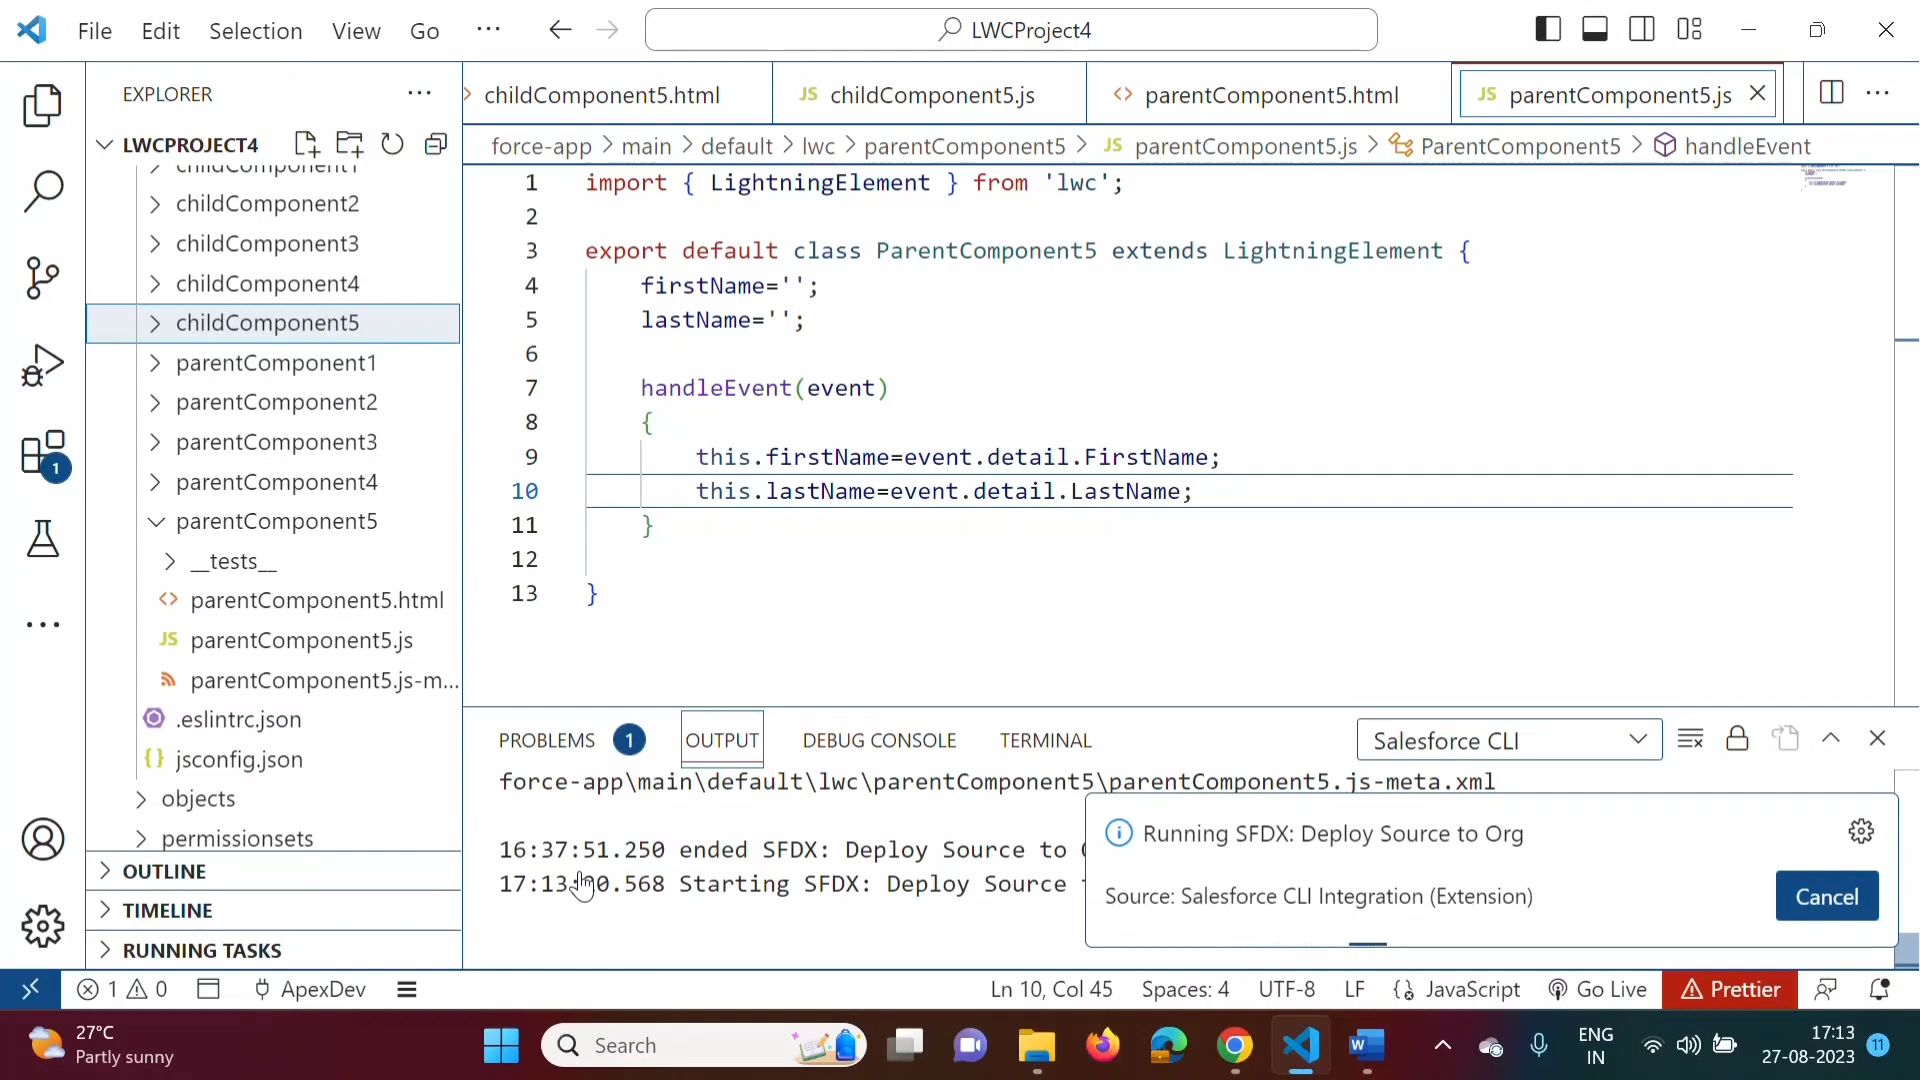 File Edit Selection View Go ···
LWCProject4
EXPLORER
LWCPROJECT4
childComponent1
childComponent2
childComponent3
childComponent4
childComponent5
parentComponent1
parentComponent2
parentComponent3
parentComponent4
parentComponent5
__tests__
parentComponent5.html
JS parentComponent5.js
parentComponent5.js-m...
.eslintrc.json
{} jsconfig.json
objects
permissionsets
OUTLINE
TIMELINE
RUNNING TASKS
1
childComponent5.html
JS childComponent5.js
<> parentComponent5.html
JS parentComponent5.js
force-app > main > default > lwc > parentComponent5 > JS parentComponent5.js > ParentComponent5 > handleEvent
1 import { LightningElement } from 'lwc';
2
3 export default class ParentComponent5 extends LightningElement {
4 firstName='';
5 lastName='';
6
7 handleEvent(event)
8 {
9 this.firstName=event.detail.FirstName;
10 this.lastName=event.detail.LastName;
11 }
12
13 }
PROBLEMS 1 OUTPUT DEBUG CONSOLE TERMINAL
Salesforce CLI
force-app\main\default\lwc\parentComponent5\parentComponent5.js-meta.xml
16:37:51.250 ended SFDX: Deploy Source to
Starting SFDX: Deploy Source
Running SFDX: Deploy Source to Org
Source: Salesforce CLI Integration (Extension)
Cancel
1 0 ApexDev
Ln 10, Col 45 Spaces: 4 UTF-8 LF {} JavaScript Go Live Prettier
27°C
Partly sunny
Search
ENG
IN
17:13
27-08-2023
11